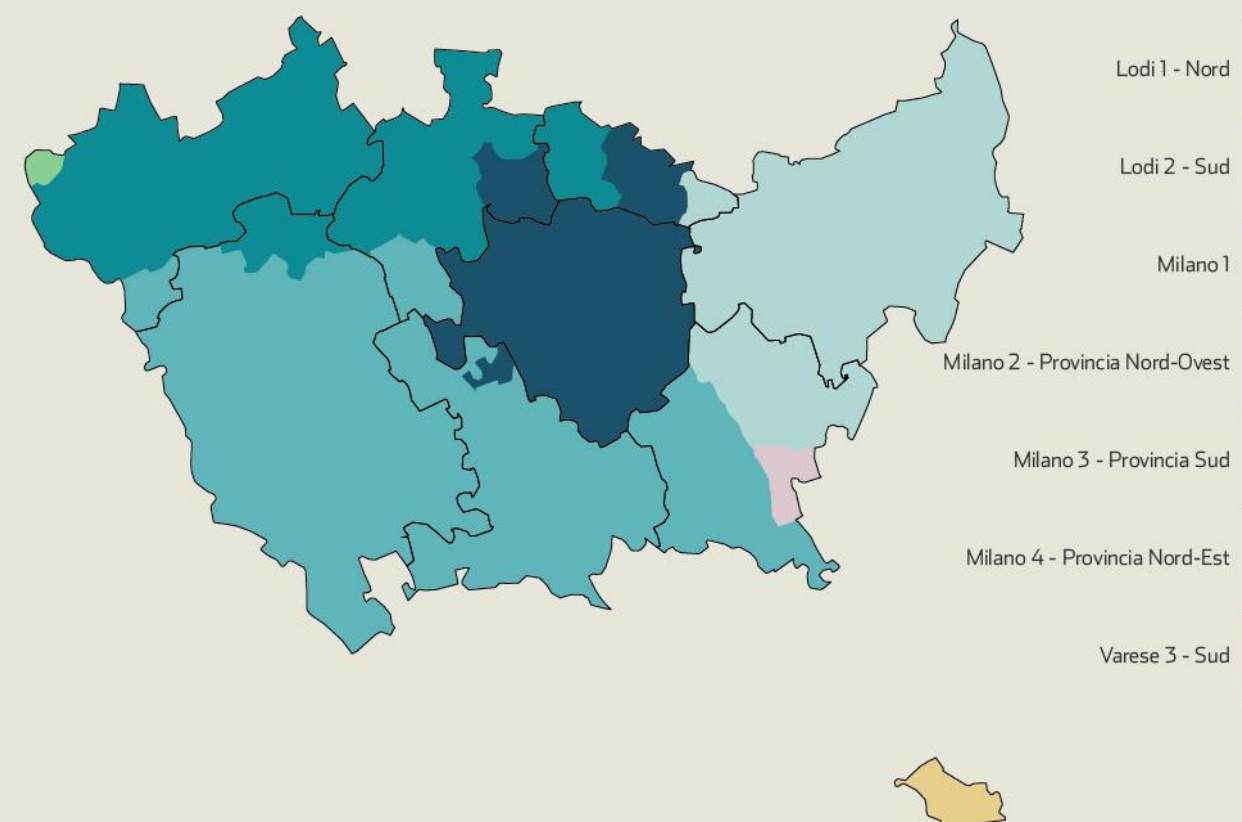 Lodi 1 - Nord
Lodi 2 - Sud
Milano 1
Milano 2 - Provincia Nord-Ovest
Milano 3 - Provincia Sud
Milano 4 - Provincia Nord-Est
Varese 3 - Sud